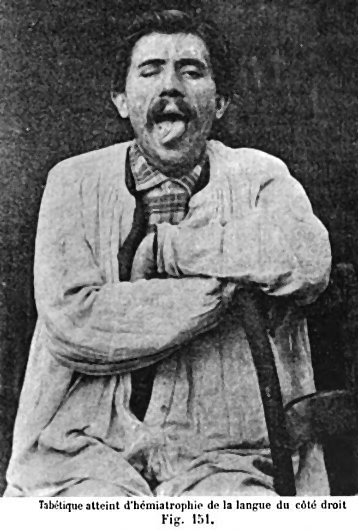 Tabétique atteint d'hémiatrophie de la langue du côté droit
Fig. 151.